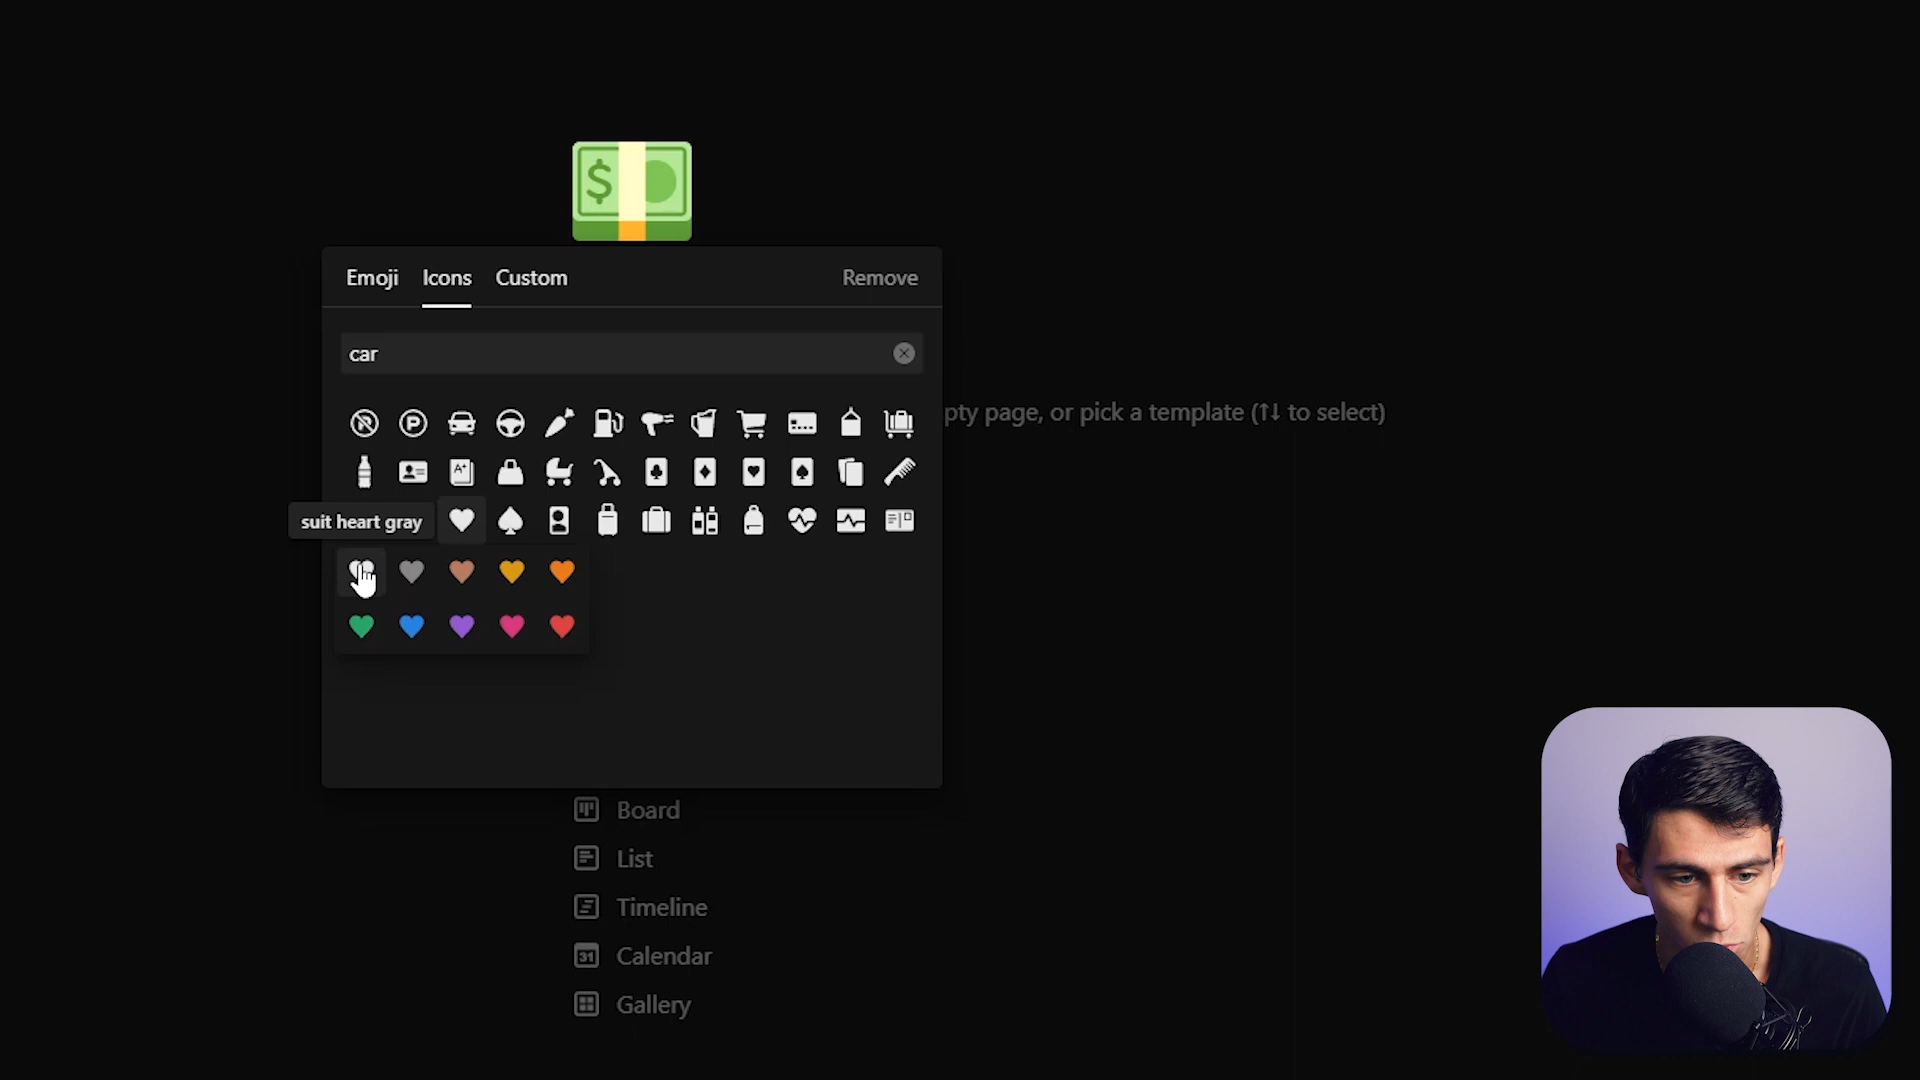 Emoji Icons Custom Remove
car
pty page, or pick a template (↑↓ to select)
suit heart gray
Board
List
Timeline
31 Calendar
Gallery